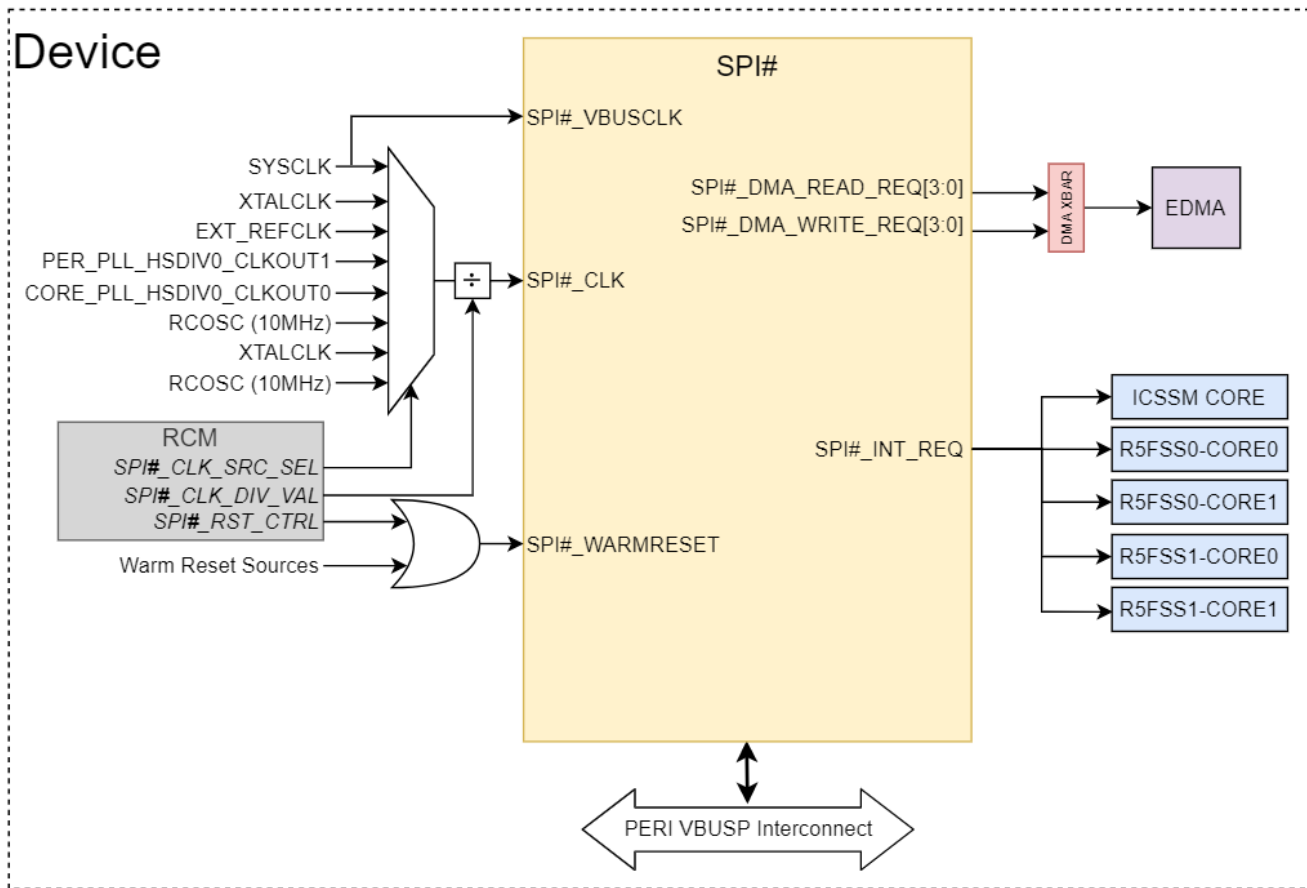 Device
SPI#
SPI#_VBUSCLK
SYSCLK
XTALCLK
EXT_REFCLK
PER_PLL_HSDIV0_CLKOUT1
CORE_PLL_HSDIV0_CLKOUT0
RCOSC (10MHz)
XTALCLK
RCOSC (10MHz)
÷
SPI#_CLK
SPI#_DMA_READ_REQ[3:0]
SPI#_DMA_WRITE_REQ[3:0]
DMA XBAR
EDMA
RCM
SPI#_CLK_SRC_SEL
SPI#_CLK_DIV_VAL
SPI#_RST_CTRL
Warm Reset Sources
SPI#_WARMRESET
SPI#_INT_REQ
ICSSM CORE
R5FSS0-CORE0
R5FSS0-CORE1
R5FSS1-CORE0
R5FSS1-CORE1
PERI VBUSP Interconnect